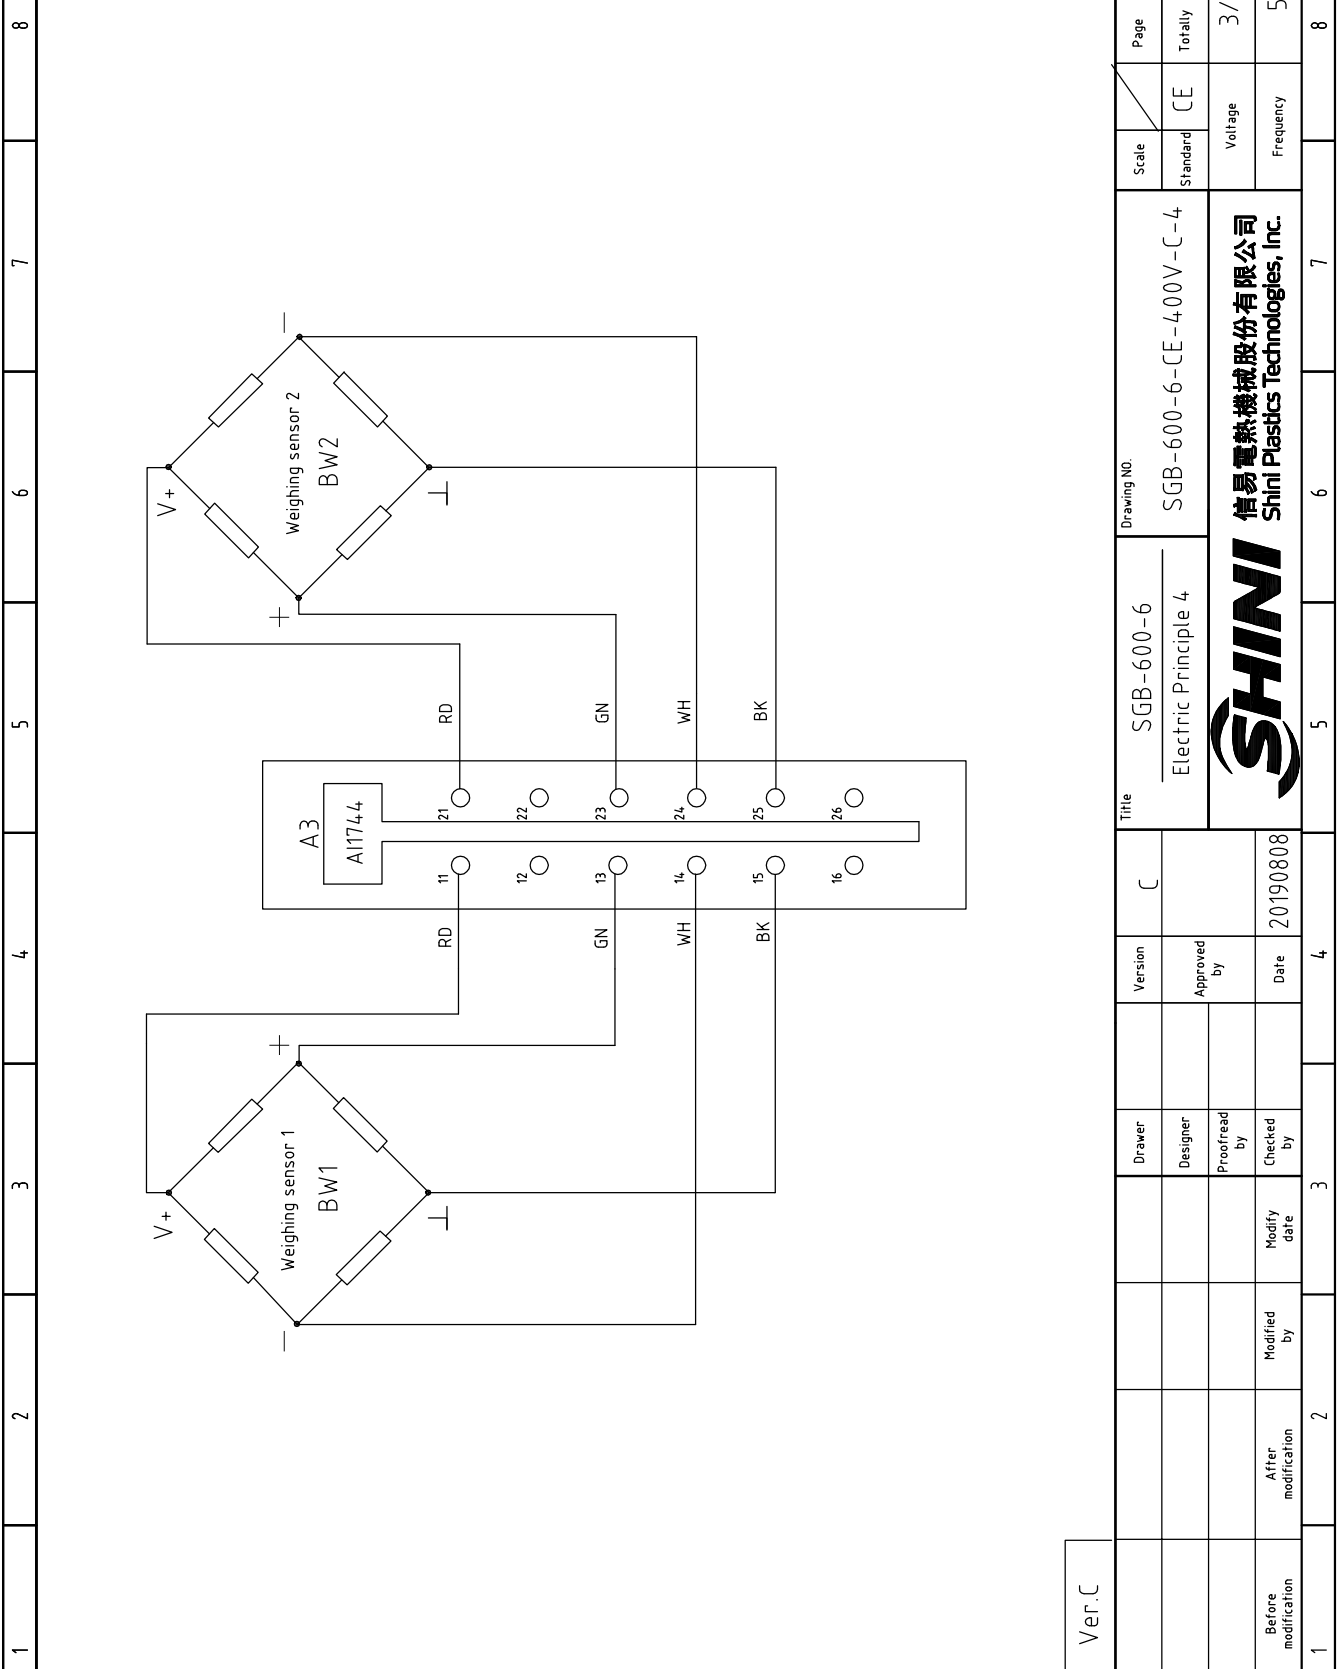 1
2
3
4
5
6
7
8
V+
—
+
⊥
Weighing sensor 1
BW1
V+
+
—
⊥
Weighing sensor 2
BW2
A3
AI1744
RD
GN
WH
BK
11
12
13
14
15
16
21
22
23
24
25
26
RD
GN
WH
BK
Ver.C
Before
modification
After
modification
Modified
by
Modify
date
Drawer
Designer
Proofread
by
Checked
by
Version
C
Approved
by
Date
20190808
Title
SGB-600-6
Electric Principle 4
Drawing NO.
SGB-600-6-CE-400V-C-4
SHINI
信易電熱機械股份有限公司
Shini Plastics Technologies, Inc.
Scale
Page
Standard
CE
Totally
Voltage
3/
Frequency
5
1
2
3
4
5
6
7
8